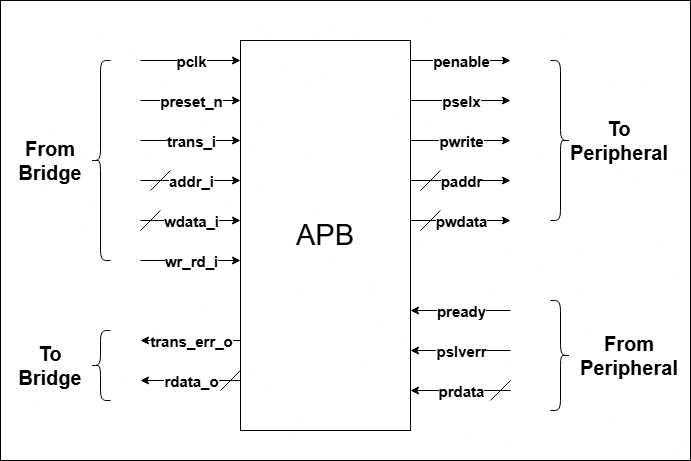 pclk
preset_n
trans_i
addr_i
wdata_i
wr_rd_i
From
Bridge
trans_err_o
rdata_o
To
Bridge
APB
penable
pselx
pwrite
paddr
pwdata
To
Peripheral
pready
pslverr
prdata
From
Peripheral